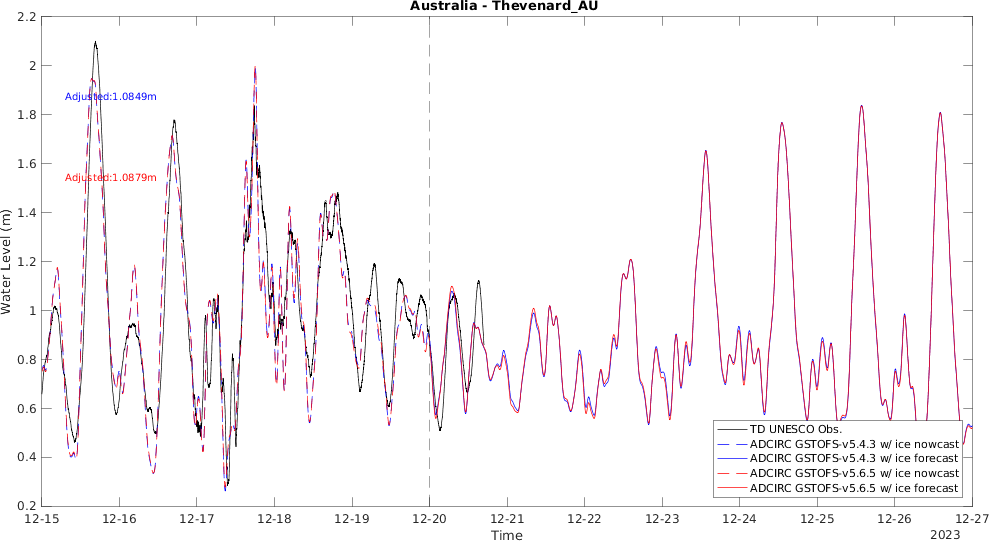 Australia - Thevenard_AU
2.2
2
1.8
1.6
1.4
1.2
1
0.8
0.6
0.4
0.2
Water Level (m)
Adjusted:1.0849m
Adjusted:1.0879m
TD UNESCO Obs.
ADCIRC GSTOFS-v5.4.3 w/ ice nowcast
ADCIRC GSTOFS-v5.4.3 w/ ice forecast
ADCIRC GSTOFS-v5.6.5 w/ ice nowcast
ADCIRC GSTOFS-v5.6.5 w/ ice forecast
12-15 12-16 12-17 12-18 12-19 12-20 12-21 12-22 12-23 12-24 12-25 12-26 12-27
Time
2023